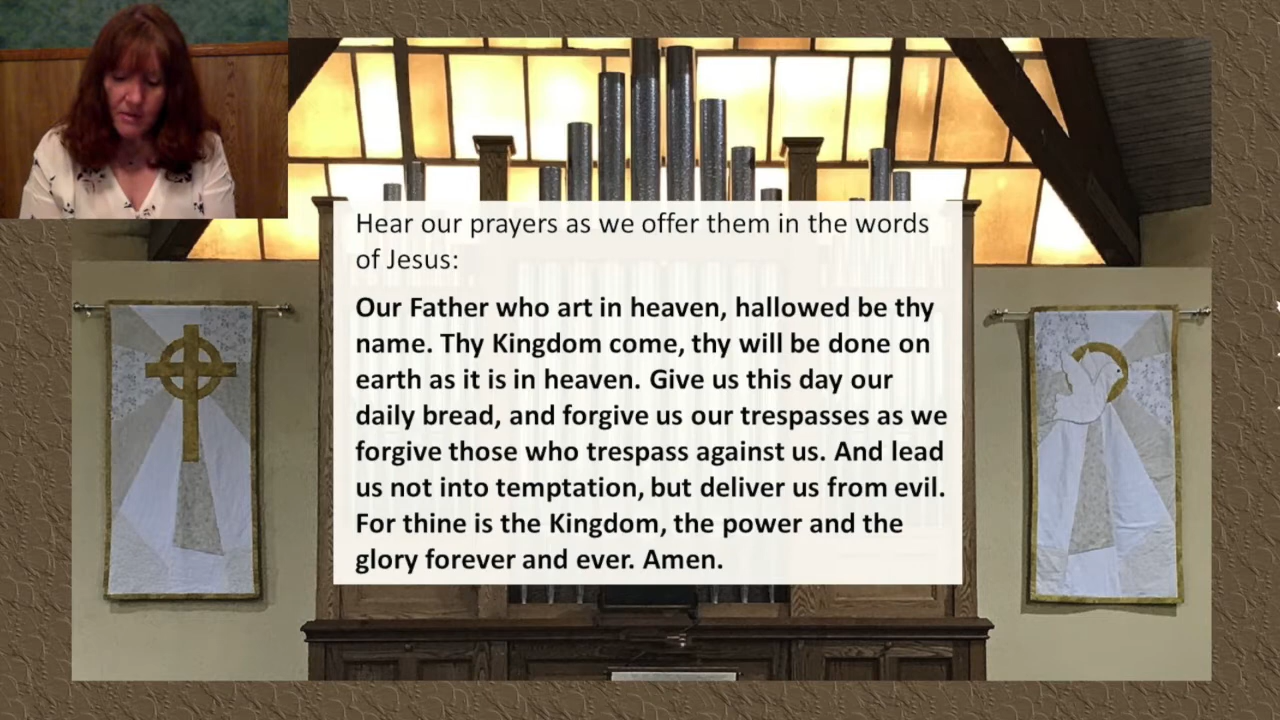 Hear our prayers as we offer them in the words
of Jesus:
Our Father who art in heaven, hallowed be thy
name. Thy Kingdom come, thy will be done on
earth as it is in heaven. Give us this day our
daily bread, and forgive us our trespasses as we
forgive those who trespass against us. And lead
us not into temptation, but deliver us from evil.
For thine is the Kingdom, the power and the
glory forever and ever. Amen.